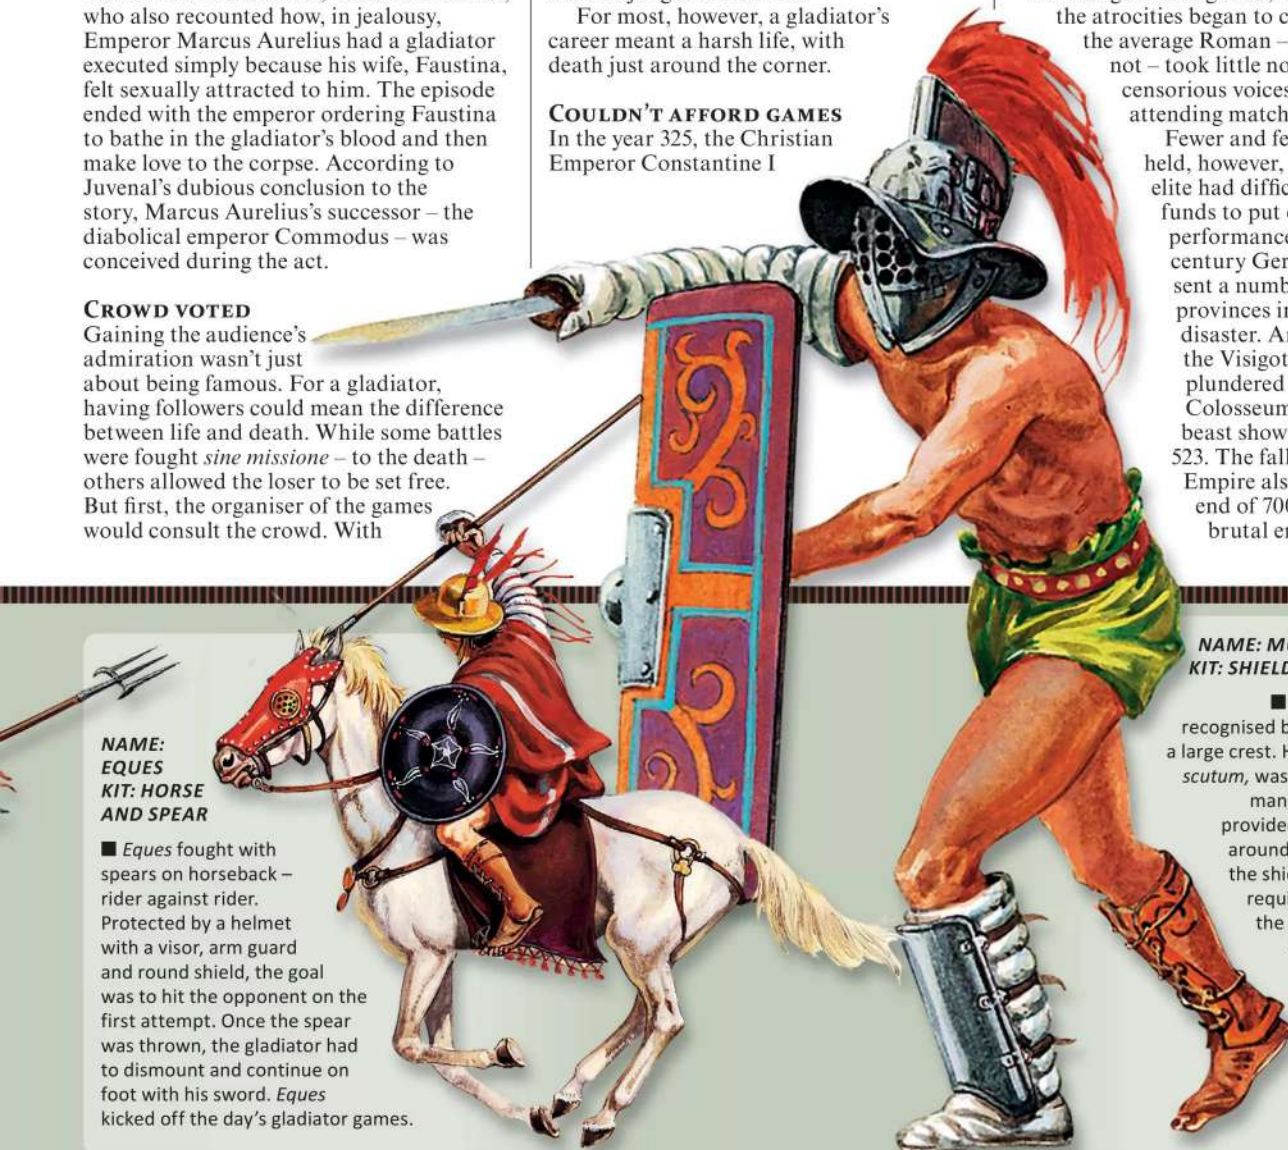 who also recounted how, in jealousy,
Emperor Marcus Aurelius had a gladiator
executed simply because his wife, Faustina,
felt sexually attracted to him. The episode
ended with the emperor ordering Faustina
to bathe in the gladiator's blood and then
make love to the corpse. According to
Juvenal's dubious conclusion to the
story, Marcus Aurelius's successor – the
diabolical emperor Commodus – was
conceived during the act.
CROWD VOTED
Gaining the audience's
admiration wasn't just
about being famous. For a gladiator,
having followers could mean the difference
between life and death. While some battles
were fought sine missione – to the death –
others allowed the loser to be set free.
But first, the organiser of the games
would consult the crowd. With
For most, however, a gladiator's
career meant a harsh life, with
death just around the corner.
COULDN'T AFFORD GAMES
In the year 325, the Christian
Emperor Constantine I
the atrocities began to
the average Roman –
not – took little
censorious voices
attending
Fewer and
held, however,
elite had
funds to put
performance
century
sent a
provinces
disaster.
the
plundered
Colosseum
beast
523. The
Empire
end of
brutal
NAME:
EQUES
KIT: HORSE
AND SPEAR
■ Eques fought with
spears on horseback –
rider against rider.
Protected by a helmet
with a visor, arm guard
and round shield, the goal
was to hit the opponent on the
first attempt. Once the spear
was thrown, the gladiator had
to dismount and continue on
foot with his sword. Eques
kicked off the day's gladiator games.
NAME:
KIT: SHIELD
■
recognised
a large crest.
scutum, was
around
the
the